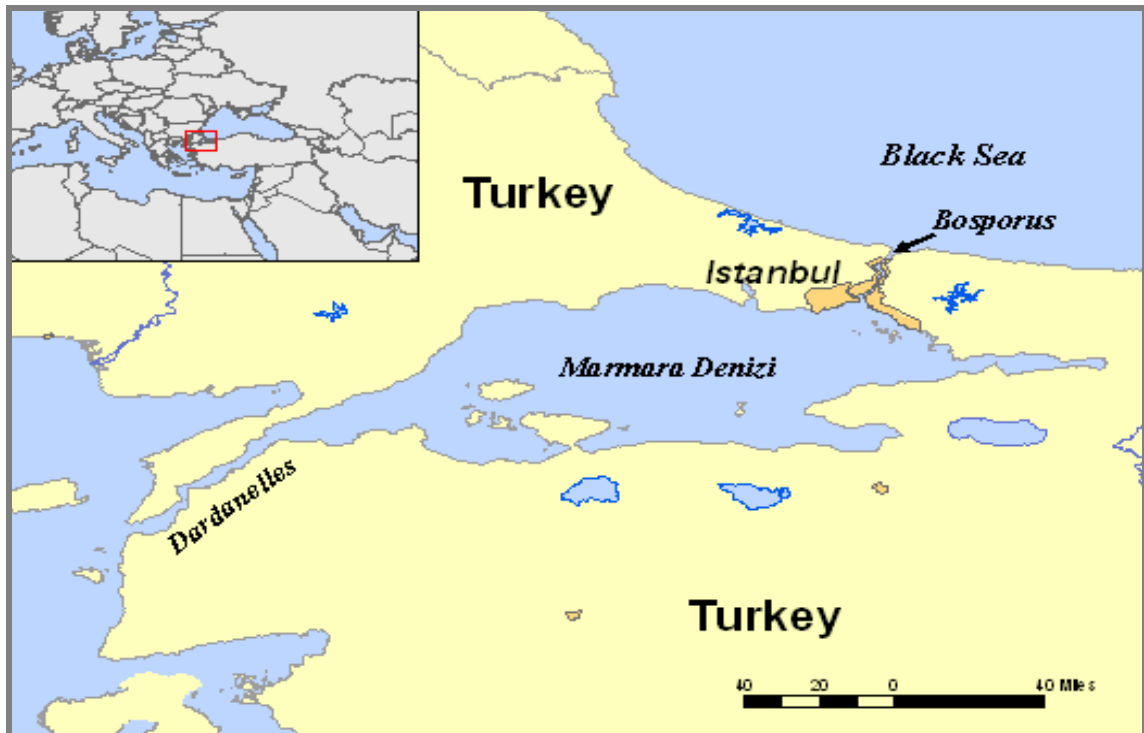 Black Sea
Turkey
Bosporus
Istanbul
Marmara Denizi
Dardanelles
Turkey
40 20 0 40 Miles